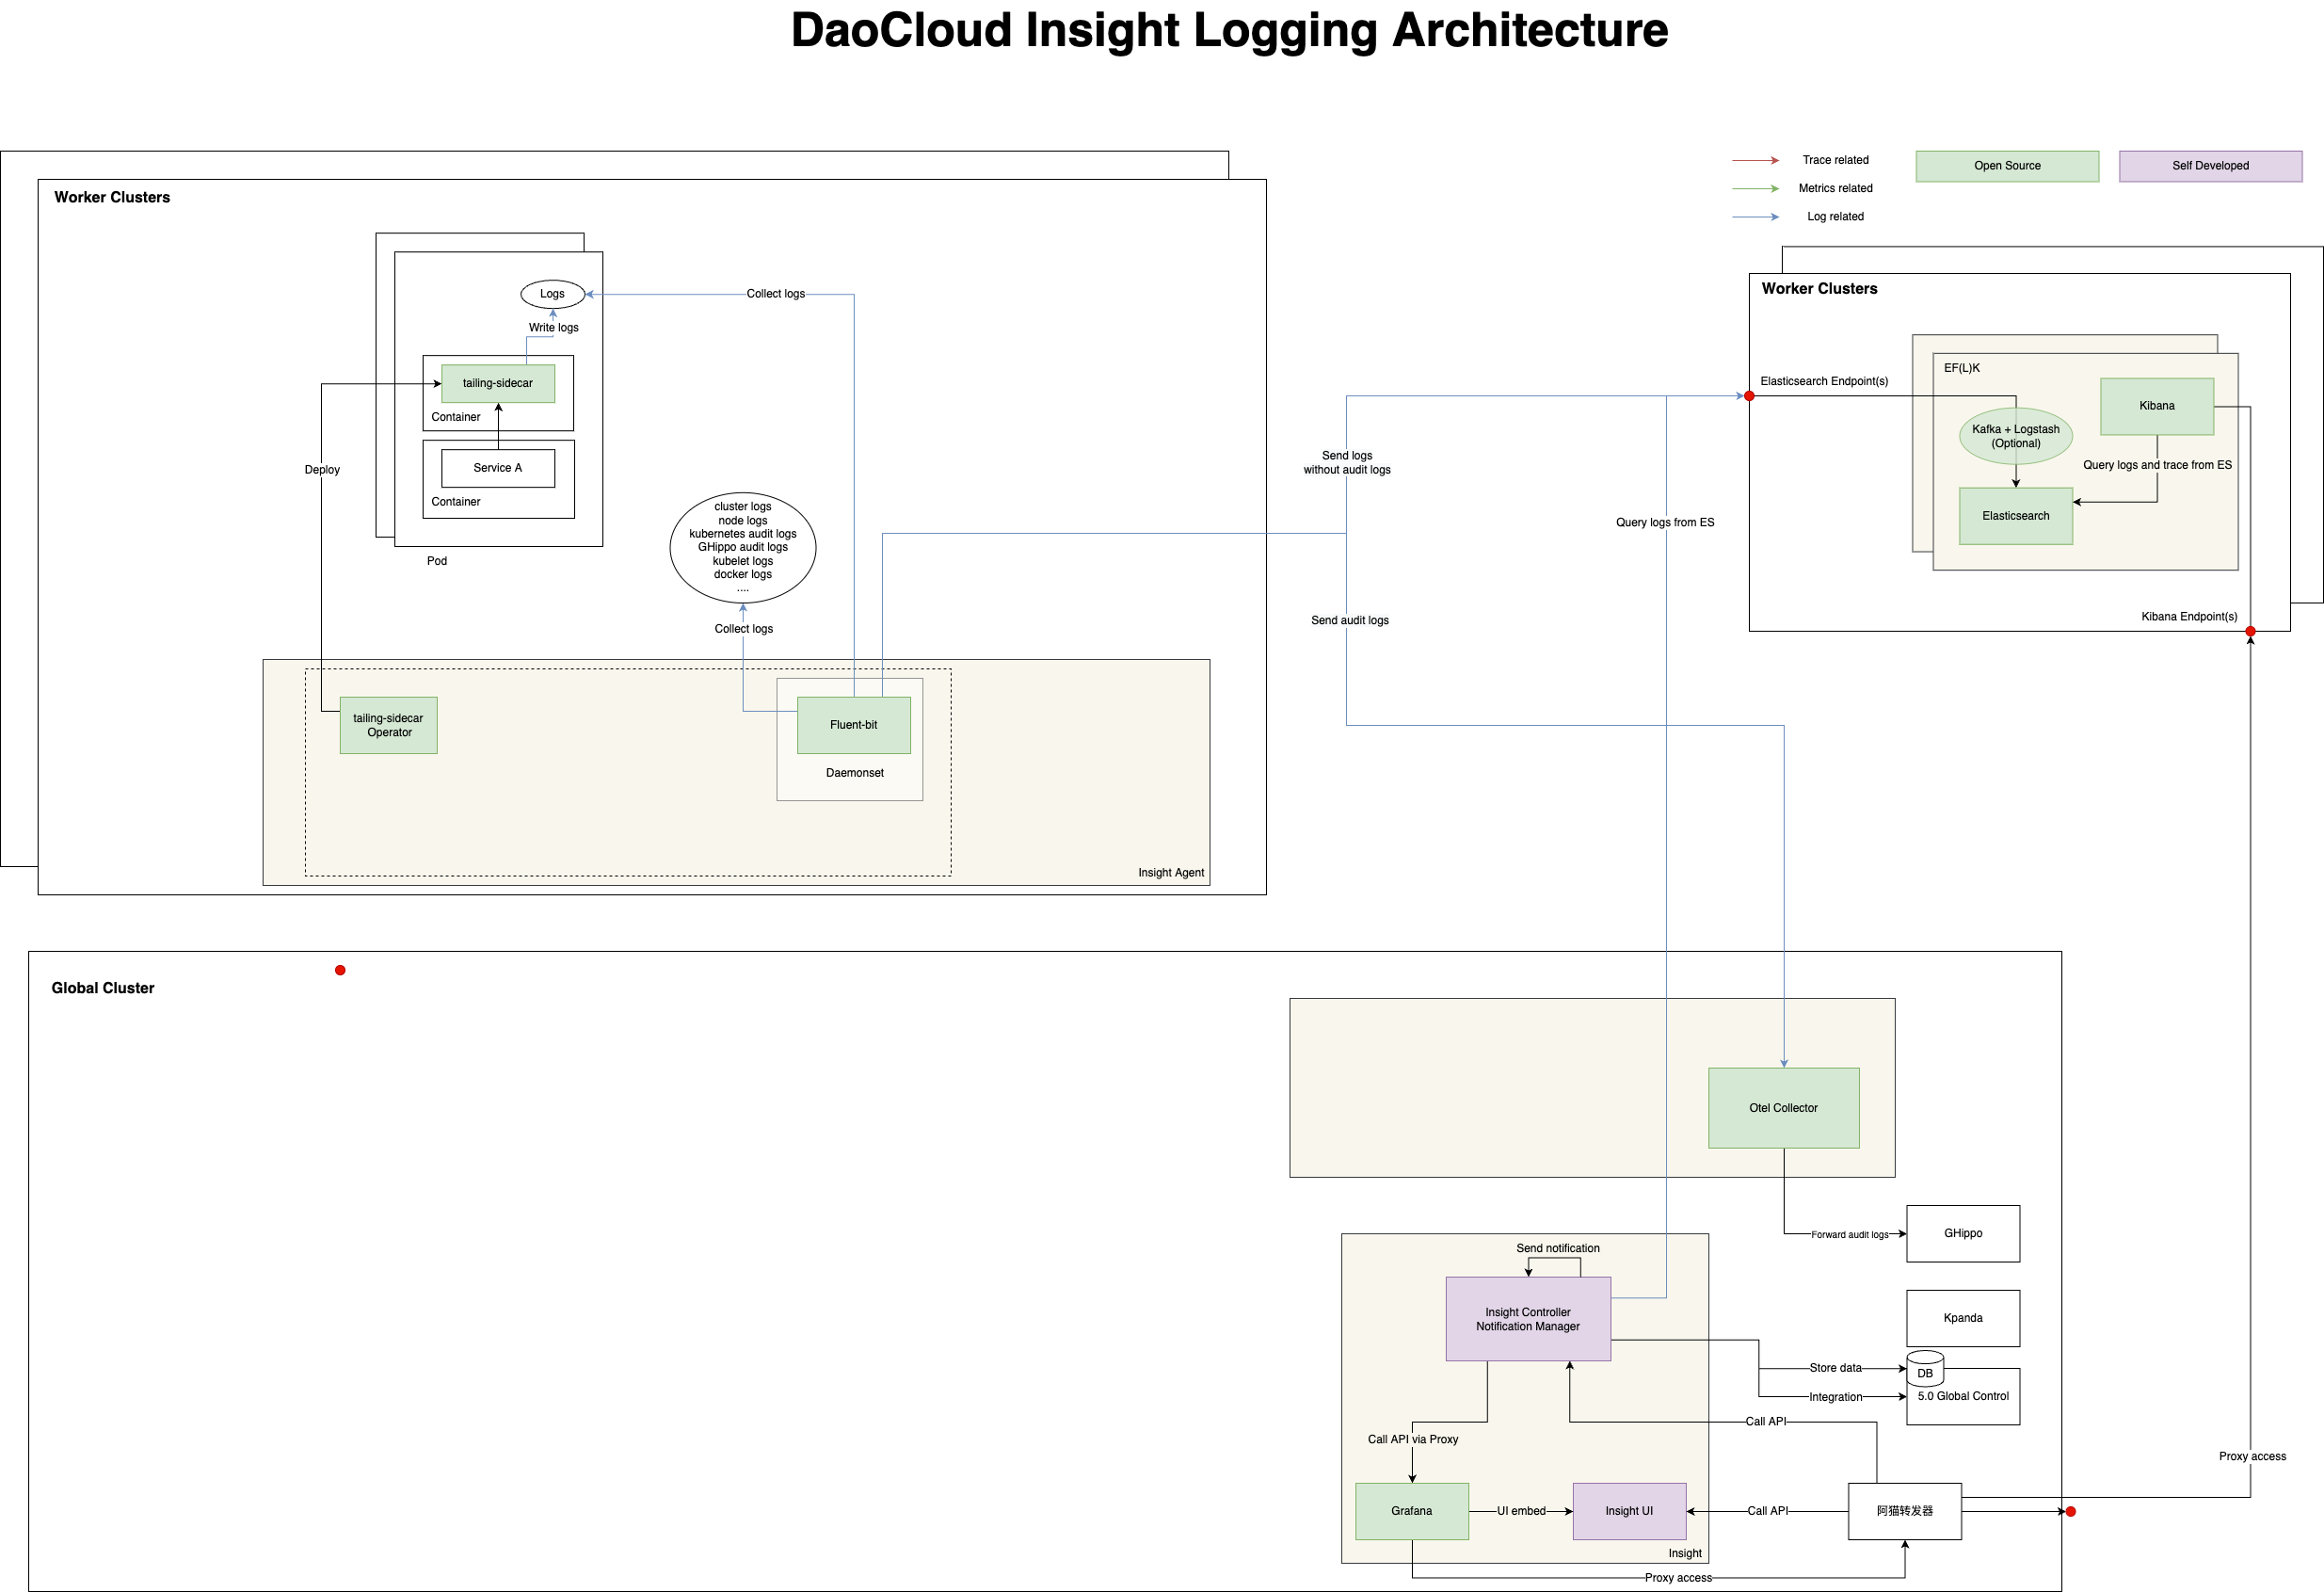 DaoCloud Insight Logging Architecture
Trace related
Metrics related
Log related
Open Source
Self Developed
Worker Clusters
Logs
Collect logs
Write logs
tailing-sidecar
Container
Service A
Container
Pod
Deploy
cluster logs
node logs
kubernetes audit logs
GHippo audit logs
kubelet logs
docker logs
....
Collect logs
tailing-sidecar
Operator
Fluent-bit
Daemonset
Insight Agent
Send logs
without audit logs
Send audit logs
Query logs from ES
Worker Clusters
Elasticsearch Endpoint(s)
EF(L)K
Kibana
Kafka + Logstash
(Optional)
Query logs and trace from ES
Elasticsearch
Kibana Endpoint(s)
Global Cluster
Otel Collector
Forward audit logs
GHippo
Send notification
Insight Controller
Notification Manager
Kpanda
Store data
DB
Integration
5.0 Global Control
Call API
Call API via Proxy
Proxy access
Grafana
UI embed
Insight UI
Call API
阿猫转发器
Insight
Proxy access